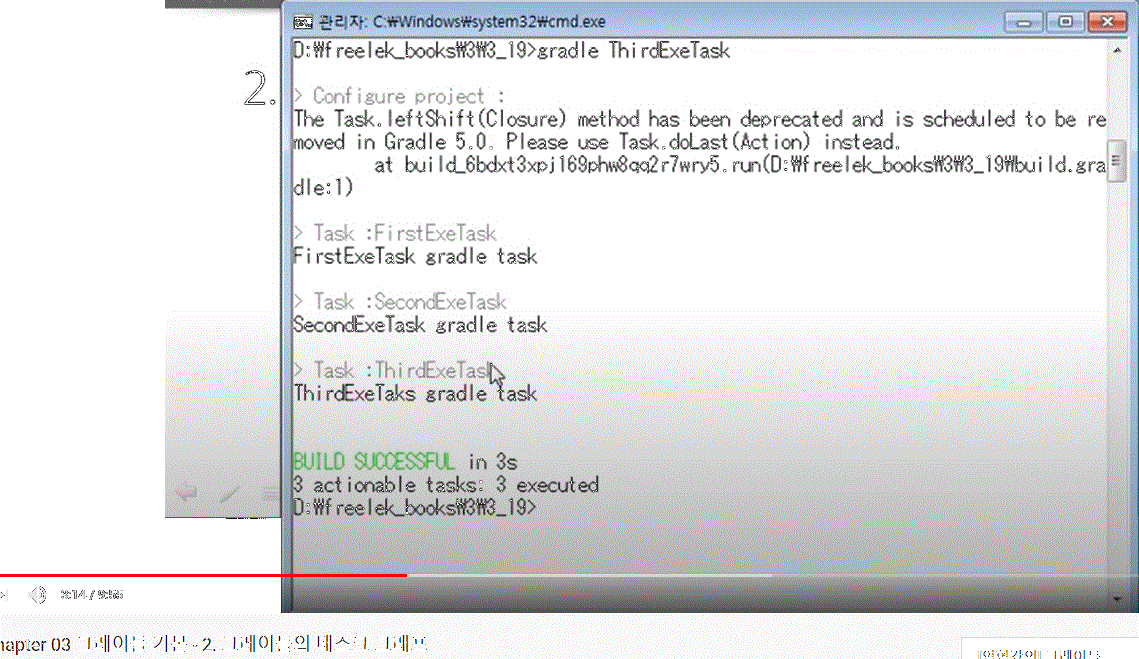 관리자: C:₩Windows₩system32₩cmd.exe
D:₩freelek_books₩3₩3_19>gradle ThirdExeTask
2.
> Configure project :
The Task.leftShift(Closure) method has been deprecated and is scheduled to be re
moved in Gradle 5.0. Please use Task.doLast(Action) instead.
at build_6bdxt3xpj169phw8qq2r7wry5.run(D:₩freelek_books₩3₩3_19₩build.gra
dle:1)
> Task :FirstExeTask
FirstExeTask gradle task
> Task :SecondExeTask
SecondExeTask gradle task
> Task :ThirdExeTask
ThirdExeTaks gradle task
BUILD SUCCESSFUL in 3s
3 actionable tasks: 3 executed
D:₩freelek_books₩3₩3_19>
/ 9:55
hapter 03 기본 - 2.